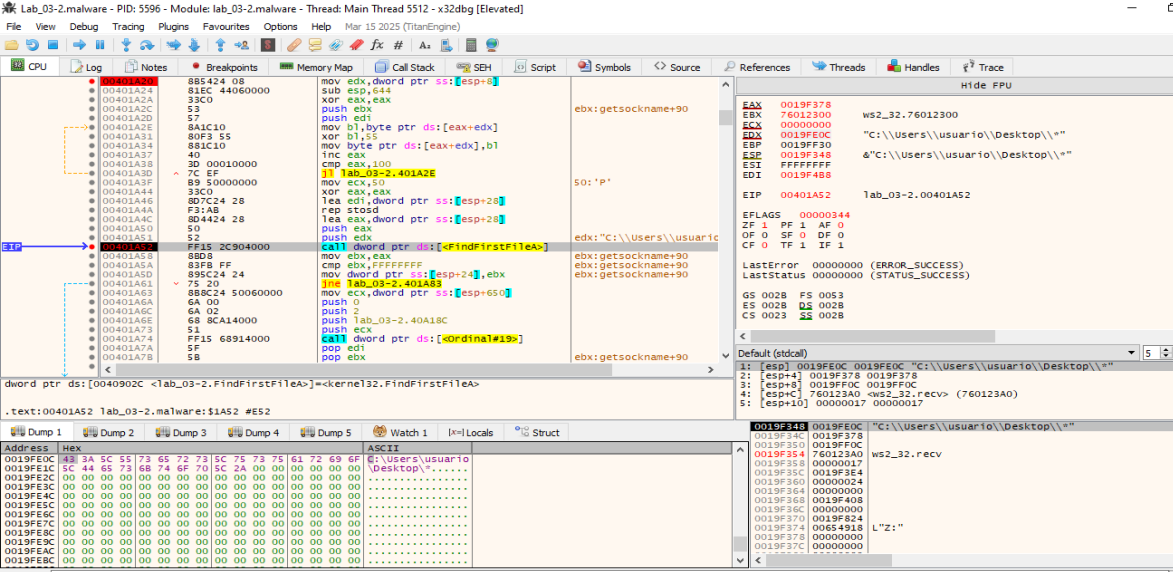 Lab_03-2.malware - PID: 5596 - Module: lab_03-2.malware - Thread: Main Thread 5512 - x32dbg [Elevated]
File View Debug Tracing Plugins Favourites Options Help Mar 15 2025 (TitanEngine)
CPU Log Notes Breakpoints Memory Map Call Stack SEH Script Symbols Source References Threads Handles Trace
00401A20 8B5424 08 mov edx,dword ptr ss:[esp+8]
00401A24 81EC 44060000 sub esp,644
00401A2A 33C0 xor eax,eax
00401A2C 53 push ebx ebx:getsockname+90
00401A2D 57 push edi
00401A2E 8A1C10 mov bl,byte ptr ds:[eax+edx]
00401A31 80F3 55 xor bl,55
00401A34 881C10 mov byte ptr ds:[eax+edx],bl
00401A37 40 inc eax
00401A38 3D 00010000 cmp eax,100
00401A3D 7C EF jl lab_03-2.401A2E
00401A3F B9 50000000 mov ecx,50 50:'P'
00401A44 33C0 xor eax,eax
00401A46 8D7C24 28 lea edi,dword ptr ss:[esp+28]
00401A4A F3:AB rep stosd
00401A4C 8D4424 28 lea eax,dword ptr ss:[esp+28]
00401A50 50 push eax
00401A51 52 push edx edx:"C:\\Users\\usuario
EIP 00401A52 FF15 2C904000 call dword ptr ds:[<FindFirstFileA>]
00401A58 8BD8 mov ebx,eax ebx:getsockname+90
00401A5A 83FB FF cmp ebx,FFFFFFFF ebx:getsockname+90
00401A5D 895C24 24 mov dword ptr ss:[esp+24],ebx ebx:getsockname+90
00401A61 75 20 jne lab_03-2.401A83
00401A63 8B8C24 50060000 mov ecx,dword ptr ss:[esp+650]
00401A6A 6A 00 push 0
00401A6C 6A 02 push 2
00401A6E 68 8CA14000 push lab_03-2.40A18C
00401A73 51 push ecx
00401A74 FF15 68914000 call dword ptr ds:[<Ordinal#19>]
00401A7A 5F pop edi
00401A7B 5B pop ebx ebx:getsockname+90
dword ptr ds:[0040902C <lab_03-2.FindFirstFileA>]=<kernel32.FindFirstFileA>
.text:00401A52 lab_03-2.malware:$1A52 #E52
Hide FPU
EAX 0019F378
EBX 76012300 ws2_32.76012300
ECX 00000000
EDX 0019FE0C "C:\\Users\\usuario\\Desktop\\*"
EBP 0019FF30
ESP 0019F348 &"C:\\Users\\usuario\\Desktop\\*"
ESI FFFFFFFF
EDI 0019F4B8
EIP 00401A52 lab_03-2.00401A52
EFLAGS 00000344
ZF 1 PF 1 AF 0
OF 0 SF 0 DF 0
CF 0 TF 1 IF 1
LastError 00000000 (ERROR_SUCCESS)
LastStatus 00000000 (STATUS_SUCCESS)
GS 002B FS 0053
ES 002B DS 002B
CS 0023 SS 002B
Default (stdcall) 5
1: [esp] 0019FE0C 0019FE0C "C:\\Users\\usuario\\Desktop\\*"
2: [esp+4] 0019F378 0019F378
3: [esp+8] 0019FF0C 0019FF0C
4: [esp+C] 760123A0 <ws2_32.recv> (760123A0)
5: [esp+10] 00000017 00000017
Dump 1 Dump 2 Dump 3 Dump 4 Dump 5 Watch 1 [x=] Locals Struct
Address Hex ASCII
0019FE0C 43 3A 5C 55 73 65 72 73 5C 75 73 75 61 72 69 6F C:\Users\usuario
0019FE1C 5C 44 65 73 6B 74 6F 70 5C 2A 00 00 00 00 00 00 \Desktop\*......
0019FE2C 00 00 00 00 00 00 00 00 00 00 00 00 00 00 00 00 ................
0019FE3C 00 00 00 00 00 00 00 00 00 00 00 00 00 00 00 00 ................
0019FE4C 00 00 00 00 00 00 00 00 00 00 00 00 00 00 00 00 ................
0019FE5C 00 00 00 00 00 00 00 00 00 00 00 00 00 00 00 00 ................
0019FE6C 00 00 00 00 00 00 00 00 00 00 00 00 00 00 00 00 ................
0019FE7C 00 00 00 00 00 00 00 00 00 00 00 00 00 00 00 00 ................
0019FE8C 00 00 00 00 00 00 00 00 00 00 00 00 00 00 00 00 ................
0019FE9C 00 00 00 00 00 00 00 00 00 00 00 00 00 00 00 00 ................
0019FEAC 00 00 00 00 00 00 00 00 00 00 00 00 00 00 00 00 ................
0019FEBC 00 00 00 00 00 00 00 00 00 00 00 00 00 00 00 00 ................
0019F348 0019FE0C "C:\\Users\\usuario\\Desktop\\*"
0019F34C 0019F378
0019F350 0019FF0C
0019F354 760123A0 ws2_32.recv
0019F358 00000017
0019F35C 0019F3E4
0019F360 00000024
0019F364 00000000
0019F368 0019F408
0019F36C 00000000
0019F370 0019F824
0019F374 00654918 L"Z:"
0019F378 00000000
0019F37C 00000000